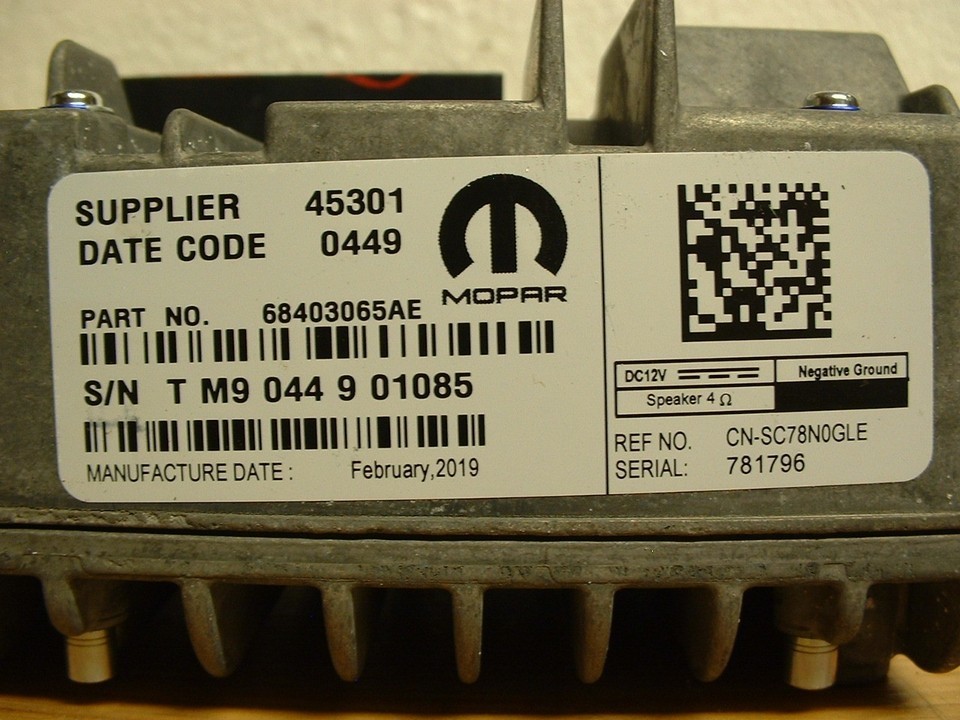 SUPPLIER 45301
DATE CODE 0449
MOPAR
PART NO. 68403065AE
S/N T M9 044 9 01085
MANUFACTURE DATE : February,2019
DC12V Negative Ground
Speaker 4 Ω
REF NO. CN-SC78N0GLE
SERIAL: 781796